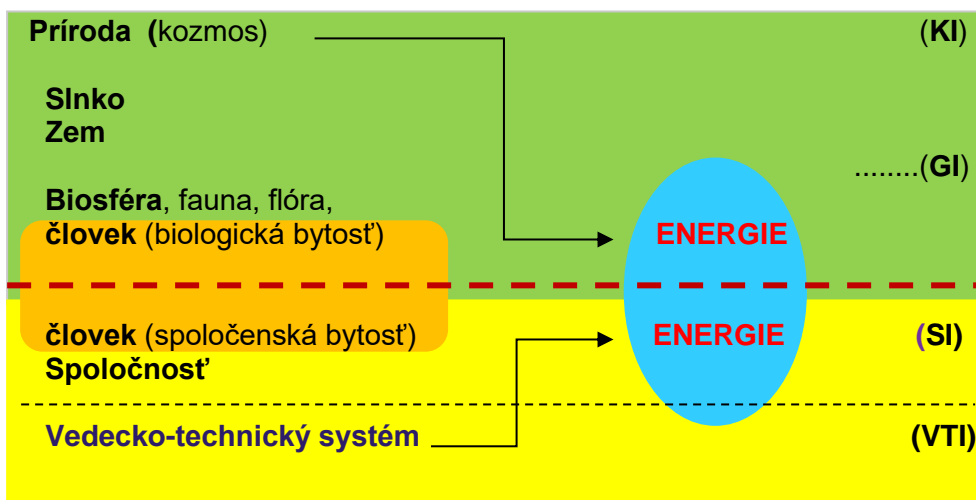 Príroda (kozmos) (KI)
Slnko
Zem
........(GI)
Biosféra, fauna, flóra,
človek (biologická bytosť) ENERGIE
človek (spoločenská bytosť) ENERGIE (SI)
Spoločnosť
Vedecko-technický systém (VTI)